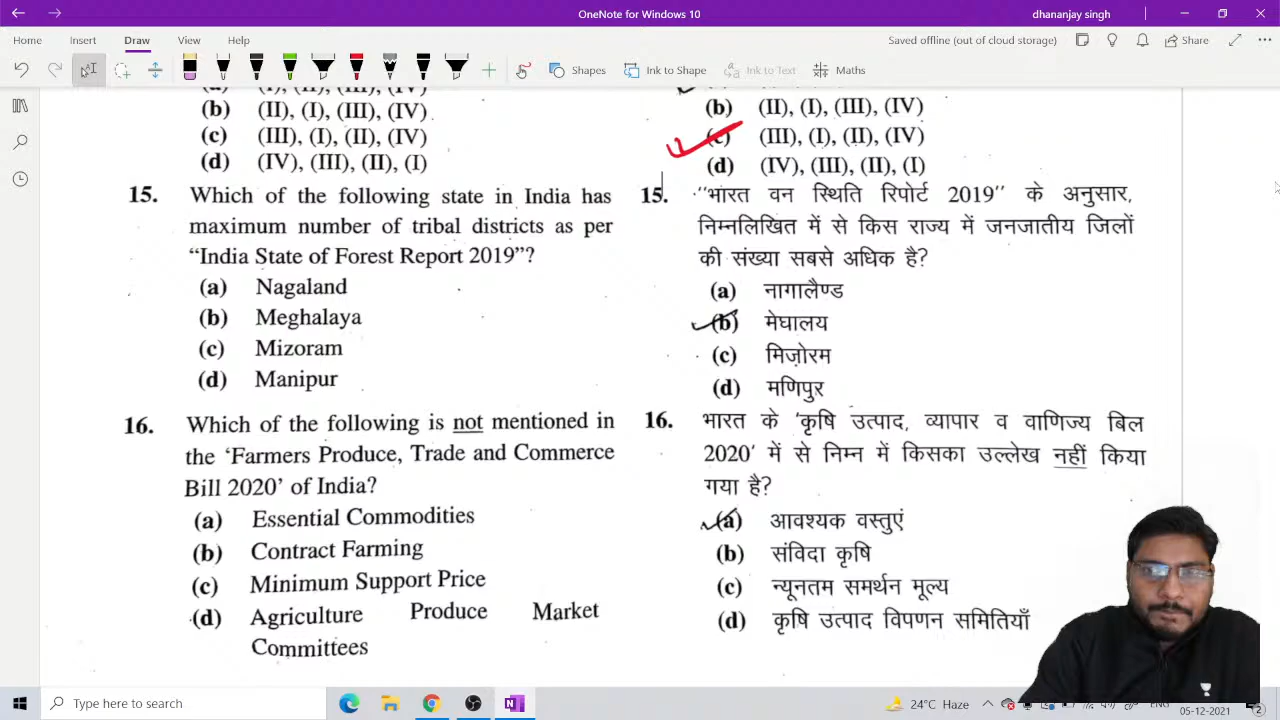 OneNote for Windows 10
dhananjay singh
Home Insert Draw View Help Class Notebook
Saved offline (out of cloud storage)
Share
Shapes
Ink to Shape
Ink to Text
Maths
(b) (II), (I), (III), (IV)
(c) (III), (I), (II), (IV)
(d) (IV), (III), (II), (I)
15. Which of the following state in India has
maximum number of tribal districts as per
“India State of Forest Report 2019”?
(a) Nagaland
(b) Meghalaya
(c) Mizoram
(d) Manipur
16. Which of the following is not mentioned in
the ‘Farmers Produce, Trade and Commerce
Bill 2020’ of India?
(a) Essential Commodities
(b) Contract Farming
(c) Minimum Support Price
(d) Agriculture Produce Market
Committees
(b) (II), (I), (III), (IV)
(c) (III), (I), (II), (IV)
(d) (IV), (III), (II), (I)
15. "भारत वन स्थिति रिपोर्ट 2019" के अनुसार,
निम्नलिखित में से किस राज्य में जनजातीय जिलों
की संख्या सबसे अधिक है?
(a) नागालैण्ड
(b) मेघालय
(c) मिज़ोरम
(d) मणिपुर
16. भारत के 'कृषि उत्पाद, व्यापार व वाणिज्य बिल
2020' में से निम्न में किसका उल्लेख नहीं किया
गया है?
(a) आवश्यक वस्तुएं
(b) संविदा कृषि
(c) न्यूनतम समर्थन मूल्य
(d) कृषि उत्पाद विपणन समितियाँ
Type here to search
24°C Haze
05-12-2021